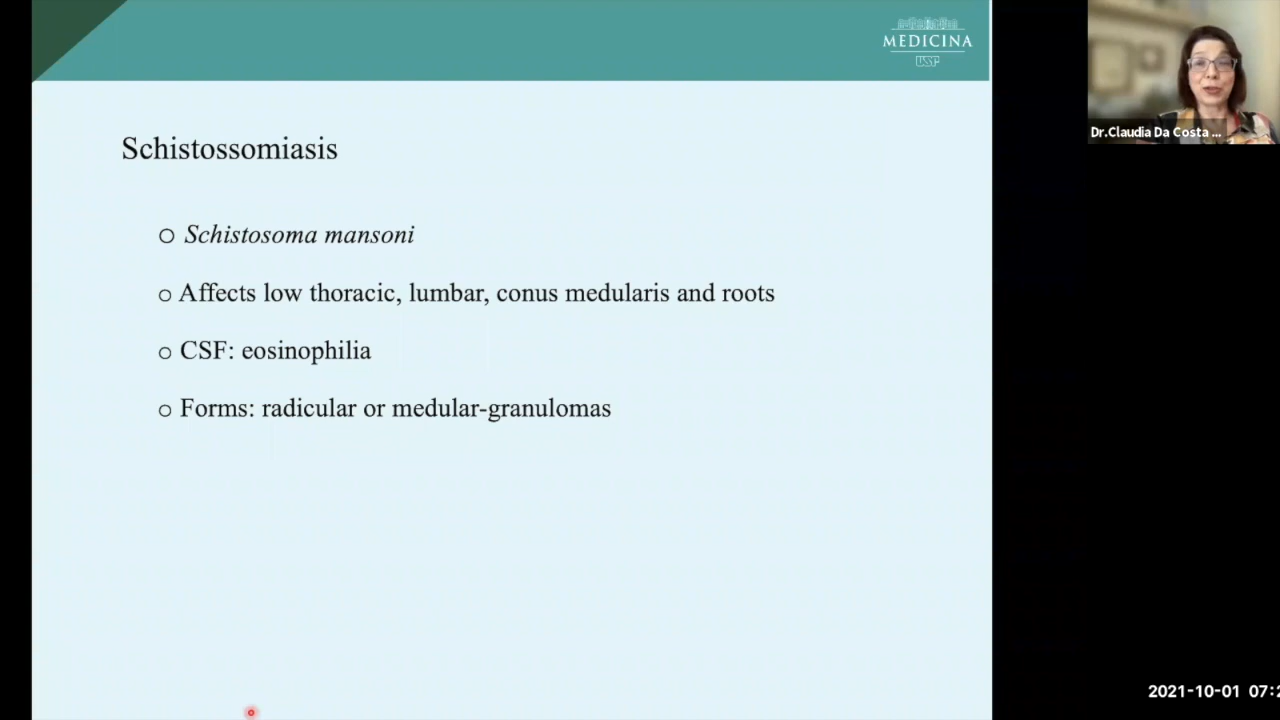 MEDICINA
USP
Schistossomiasis
Schistosoma mansoni
Affects low thoracic, lumbar, conus medularis and roots
CSF: eosinophilia
Forms: radicular or medular-granulomas
Dr.Claudia Da Costa ...
2021-10-01 07:2